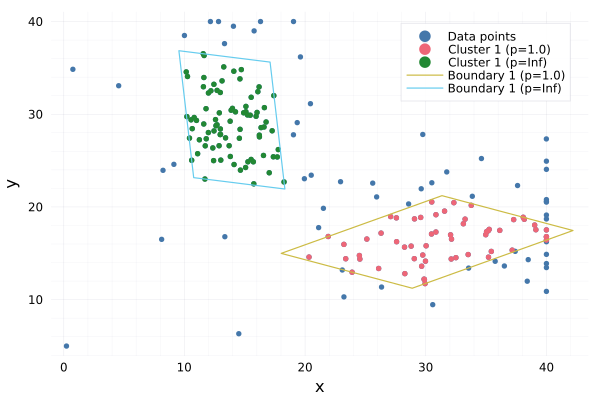 40
30
20
10
y
0
10
20
30
40
x
Data points
Cluster 1 (p=1.0)
Cluster 1 (p=Inf)
Boundary 1 (p=1.0)
Boundary 1 (p=Inf)